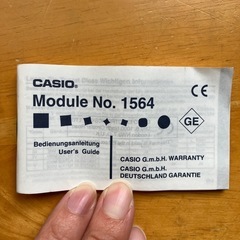 CASIO®
Module No. 1564
CE
GE
Bedienungsanleitung
User's Guide
CASIO G.m.b.H. WARRANTY
CASIO G.m.b.H.
DEUTSCHLAND GARANTIE